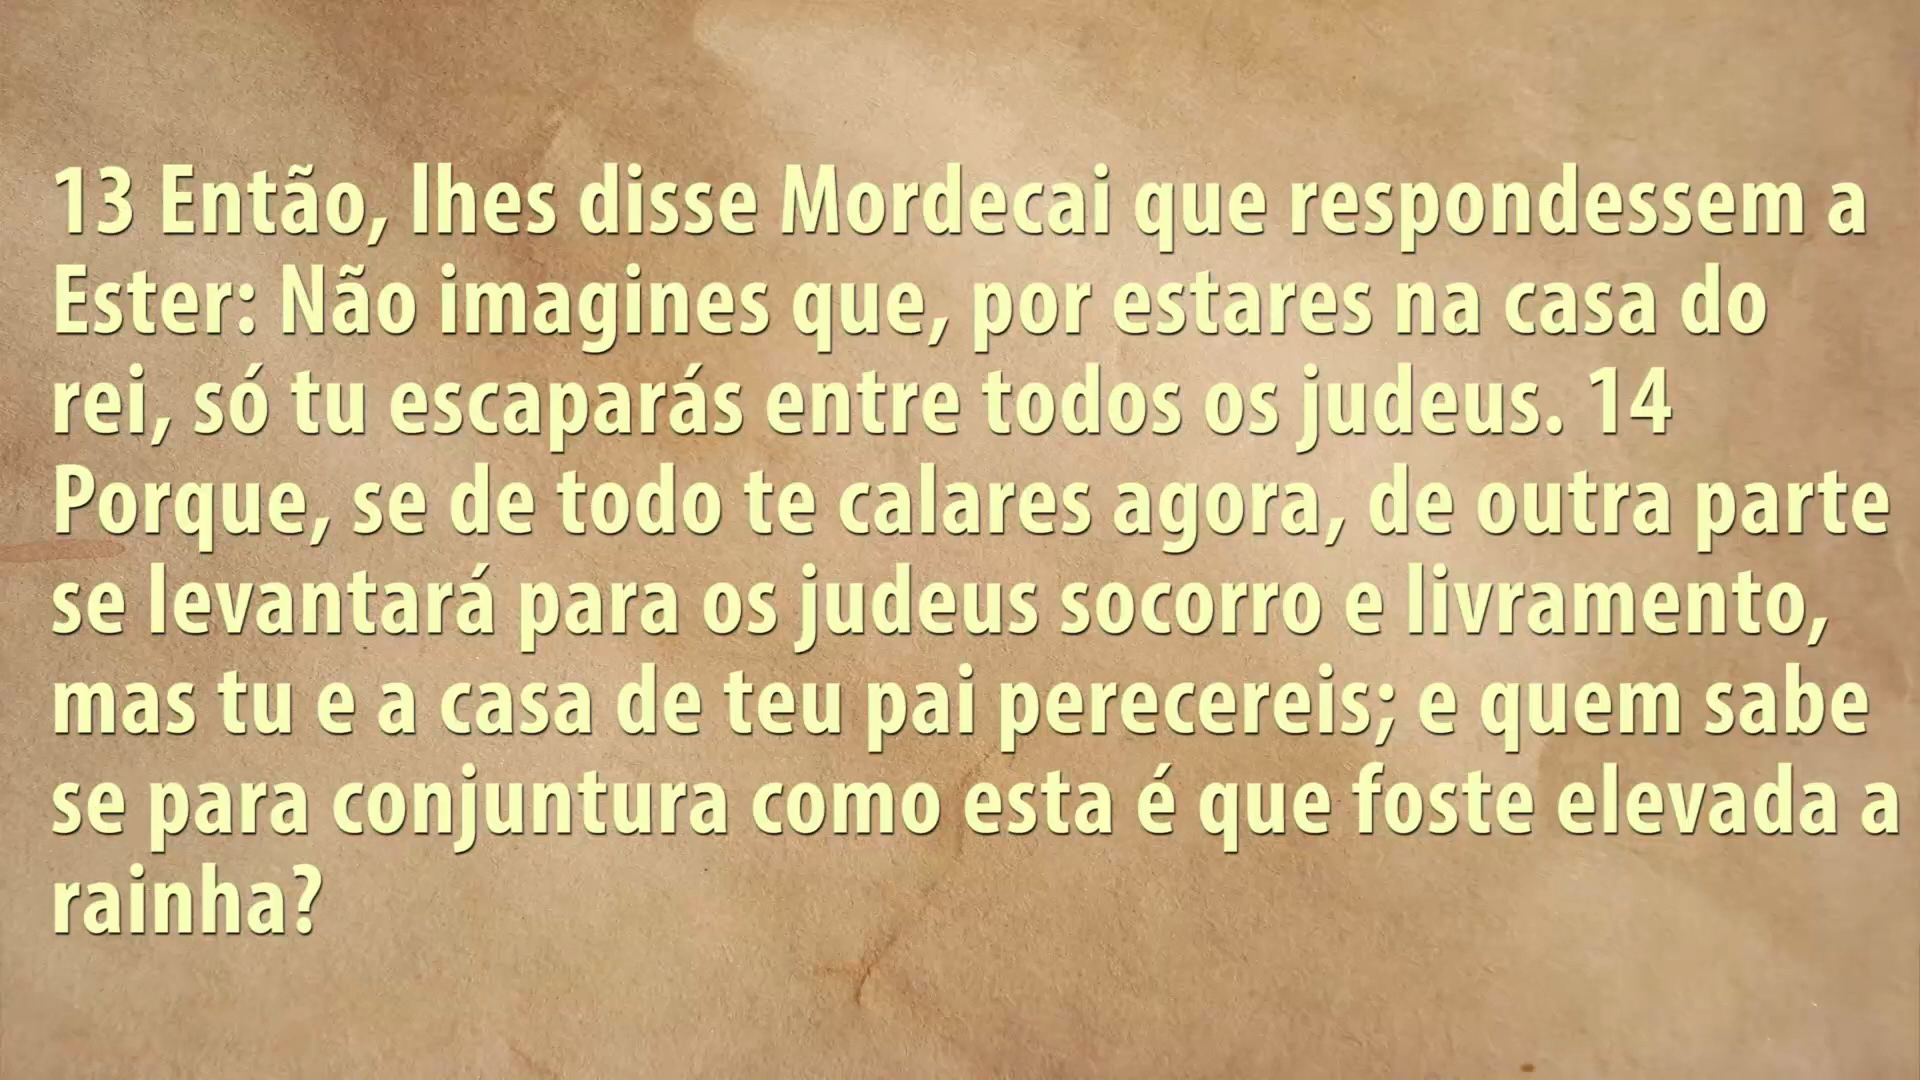 13 Então, lhes disse Mordecai que respondessem a
Ester: Não imagines que, por estares na casa do
rei, só tu escaparás entre todos os judeus. 14
Porque, se de todo te calares agora, de outra parte
se levantará para os judeus socorro e livramento,
mas tu e a casa de teu pai perecereis; e quem sabe
se para conjuntura como esta é que foste elevada a
rainha?